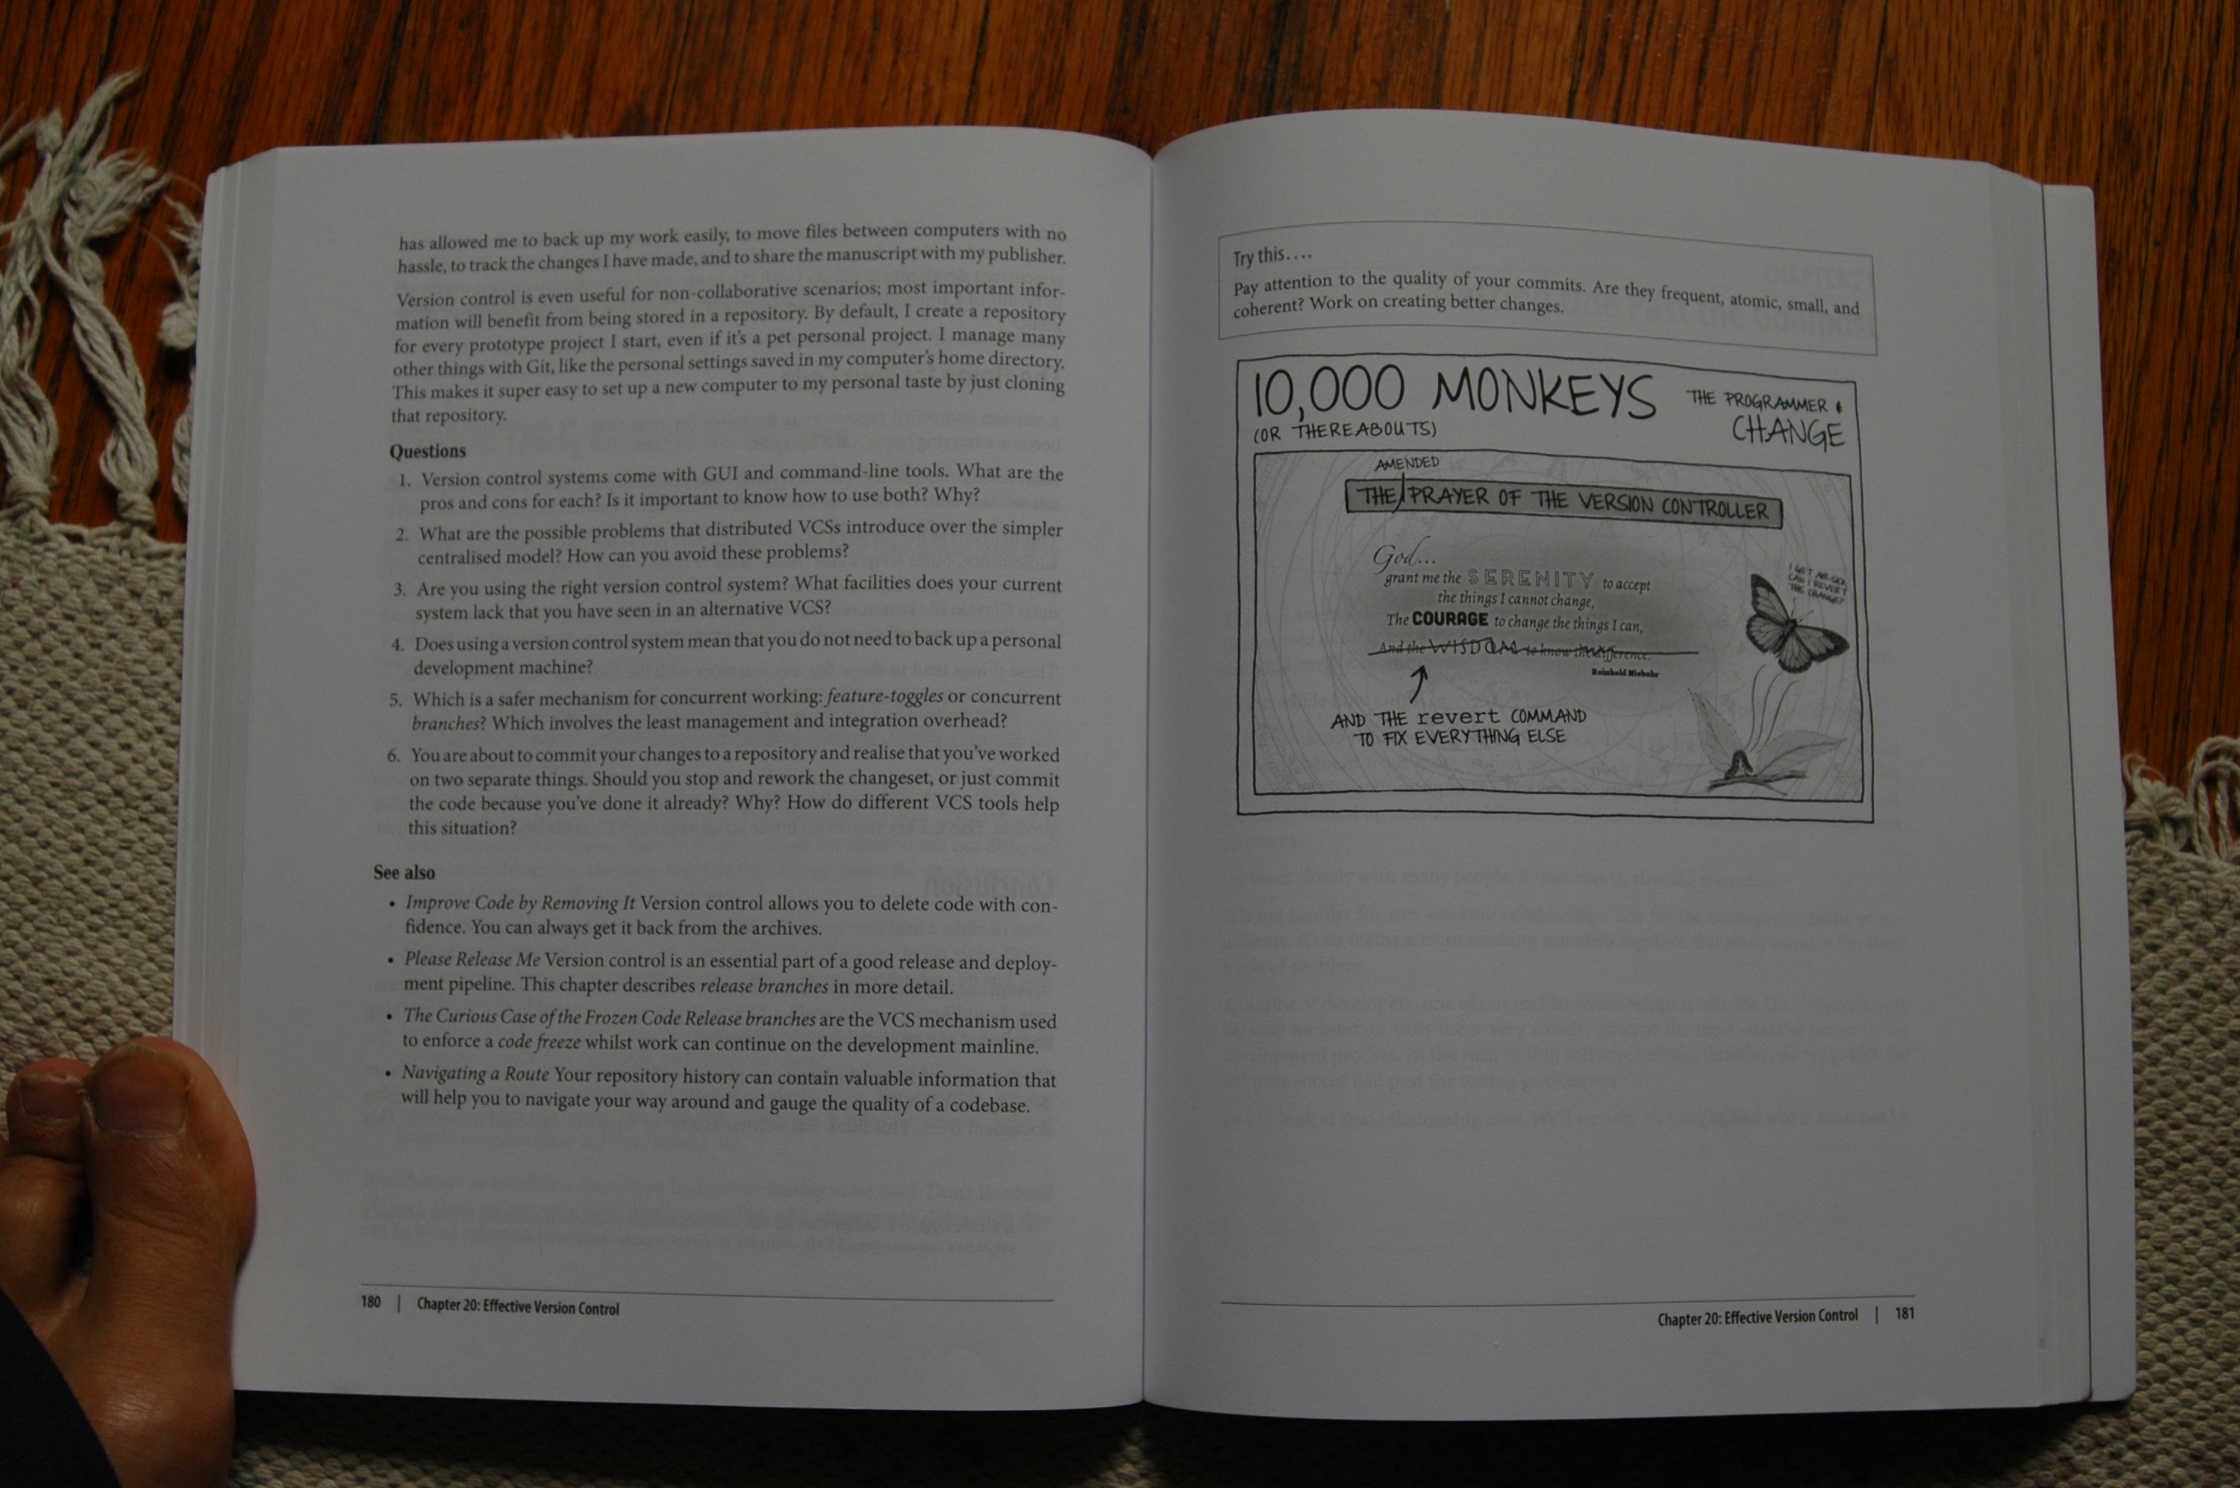 has allowed me to back up my work easily, to move files between computers with no
hassle, to track the changes I have made, and to share the manuscript with my publisher.
Version control is even useful for non-collaborative scenarios; most important infor-
mation will benefit from being stored in a repository. By default, I create a repository
for every prototype project I start, even if it's a pet personal project. I manage many
other things with Git, like the personal settings saved in my computer's home directory.
This makes it super easy to set up a new computer to my personal taste by just cloning
that repository.
Questions
1. Version control systems come with GUI and command-line tools. What are the
pros and cons for each? Is it important to know how to use both? Why?
2. What are the possible problems that distributed VCSs introduce over the simpler
centralised model? How can you avoid these problems?
3. Are you using the right version control system? What facilities does your current
system lack that you have seen in an alternative VCS?
4. Does using a version control system mean that you do not need to back up a personal
development machine?
5. Which is a safer mechanism for concurrent working: feature-toggles or concurrent
branches? Which involves the least management and integration overhead?
6. You are about to commit your changes to a repository and realise that you've worked
on two separate things. Should you stop and rework the changeset, or just commit
the code because you've done it already? Why? How do different VCS tools help
this situation?
See also
• Improve Code by Removing It Version control allows you to delete code with con-
fidence. You can always get it back from the archives.
• Please Release Me Version control is an essential part of a good release and deploy-
ment pipeline. This chapter describes release branches in more detail.
• The Curious Case of the Frozen Code Release branches are the VCS mechanism used
to enforce a code freeze whilst work can continue on the development mainline.
• Navigating a Route Your repository history can contain valuable information that
will help you to navigate your way around and gauge the quality of a codebase.
180 | Chapter 20: Effective Version Control
Try this....
Pay attention to the quality of your commits. Are they frequent, atomic, small, and
coherent? Work on creating better changes.
10,000 MONKEYS
(OR THEREABOUTS)
THE PROGRAMMER &
CHANGE
AMENDED
THE PRAYER OF THE VERSION CONTROLLER
God...
grant me the SERENITY to accept
the things I cannot change,
The COURAGE to change the things I can,
And the WISDOM to know the difference.
Reinhold Niebuhr
AND THE revert COMMAND
TO FIX EVERYTHING ELSE
CAN I REVERT
THE CHANGE?
Chapter 20: Effective Version Control | 181